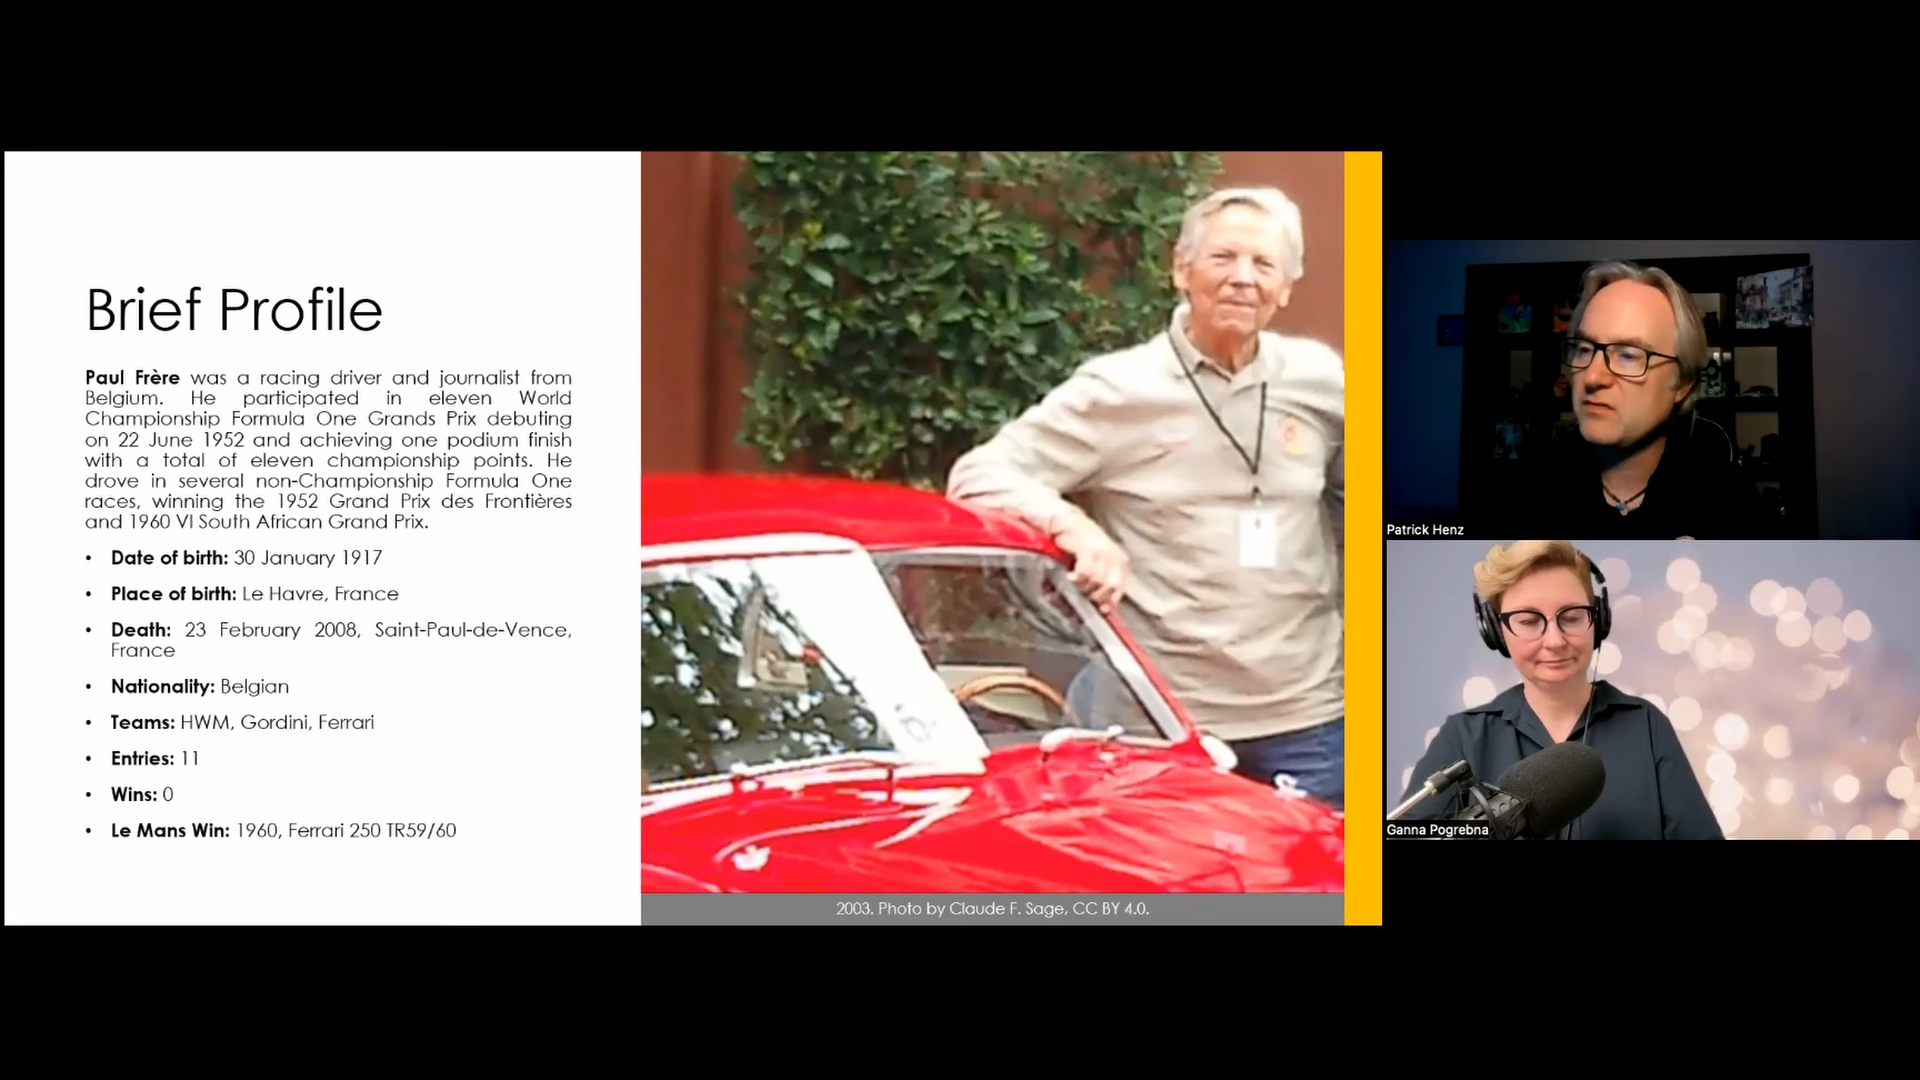 Brief Profile
Paul Frère was a racing driver and journalist from
Belgium. He participated in eleven World
Championship Formula One Grands Prix debuting
on 22 June 1952 and achieving one podium finish
with a total of eleven championship points. He
drove in several non-Championship Formula One
races, winning the 1952 Grand Prix des Frontières
and 1960 VI South African Grand Prix.
• Date of birth: 30 January 1917
• Place of birth: Le Havre, France
• Death: 23 February 2008, Saint-Paul-de-Vence,
France
• Nationality: Belgian
• Teams: HWM, Gordini, Ferrari
• Entries: 11
• Wins: 0
• Le Mans Win: 1960, Ferrari 250 TR59/60
2003. Photo by Claude F. Sage, CC BY 4.0.
Patrick Henz
Ganna Pogrebna